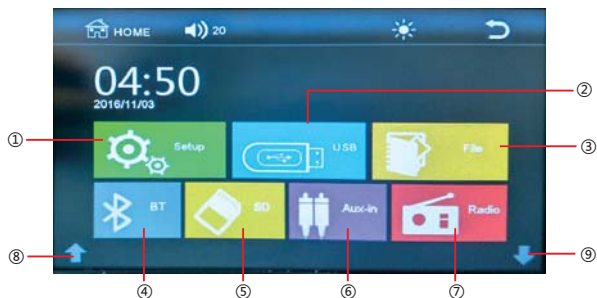 HOME 20
04:50
2016/11/03
②
① Setup USB File ③
BT SD Aux-in Radio
⑧ ⑨
④ ⑤ ⑥ ⑦